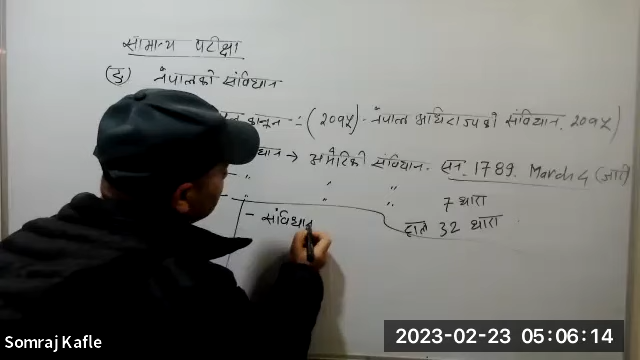 सामान्य परीक्षा
(ङ) नेपालको संविधान
कानून :- (२०१५). नेपाल अधिराज्यको संविधान, २०१५)
→ अमेरिकी संविधान. सन् 1789. March 4 (जारी)
- " " " 7 धारा
- " " हाल 32 धारा
- संविधान
Somraj Kafle
2023-02-23 05:06:14